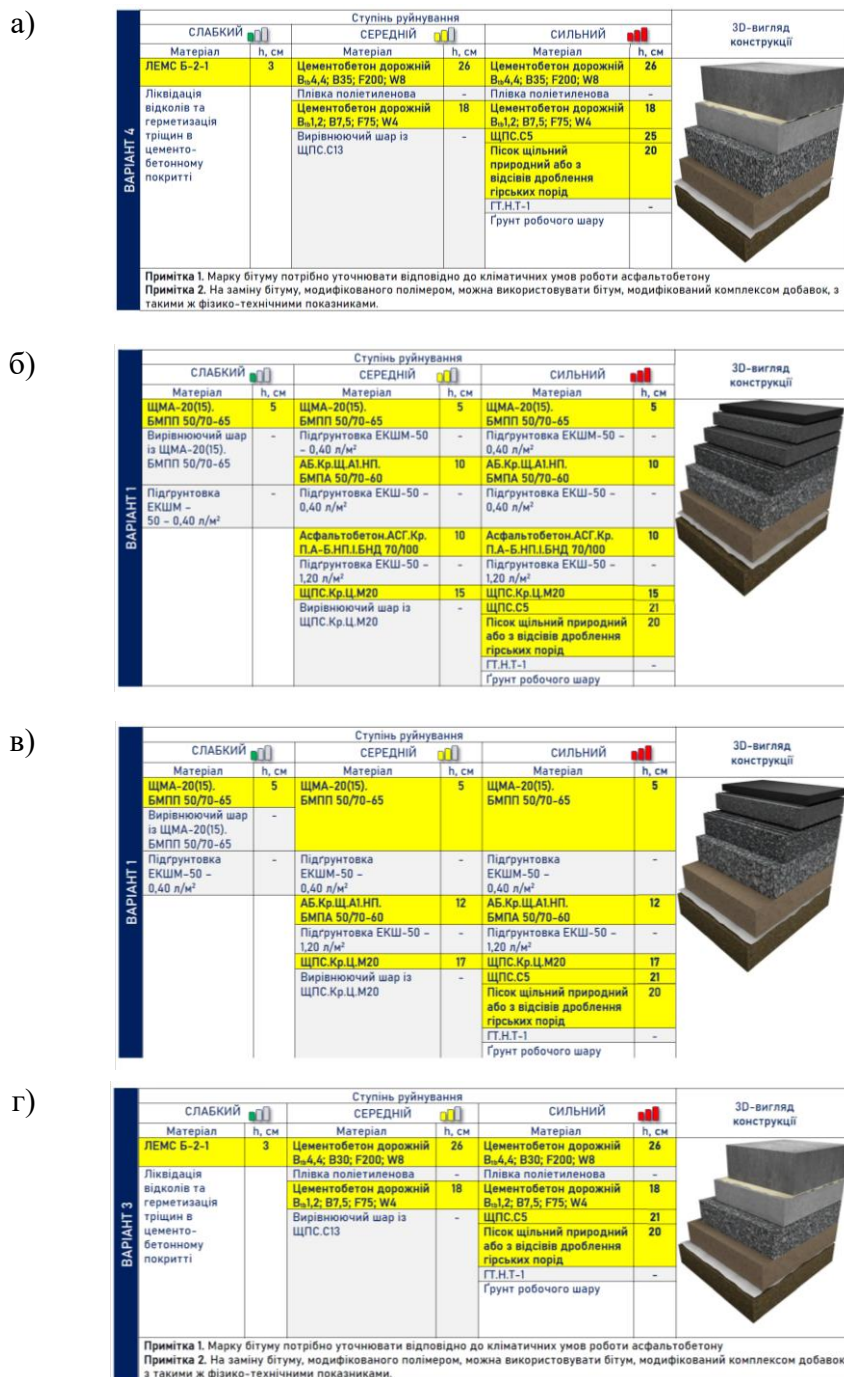 а)
Ступінь руйнування
СЛАБКИЙ СЕРЕДНІЙ СИЛЬНИЙ 3D-вигляд конструкції
Матеріал h, см Матеріал h, см Матеріал h, см
ВАРІАНТ 4
ЛЕМС Б-2-1 3 Цементобетон дорожній 26 Цементобетон дорожній 26
Btb4,4; B35; F200; W8 Btb4,4; B35; F200; W8
Ліквідація Плівка поліетиленова - Плівка поліетиленова -
відколів та Цементобетон дорожній 18 Цементобетон дорожній 18
герметизація Btb1,2; B7,5; F75; W4 Btb1,2; B7,5; F75; W4
тріщин в Вирівнюючий шар із - ЩПС.С5 25
цементо- ЩПС.С13 Пісок щільний 20
бетонному природний або з
покритті відсівів дроблення
гірських порід
ГТ.Н.Т-1 -
Ґрунт робочого шару
Примітка 1. Марку бітуму потрібно уточнювати відповідно до кліматичних умов роботи асфальтобетону
Примітка 2. На заміну бітуму, модифікованого полімером, можна використовувати бітум, модифікований комплексом добавок, з
такими ж фізико-технічними показниками.
б)
Ступінь руйнування
СЛАБКИЙ СЕРЕДНІЙ СИЛЬНИЙ 3D-вигляд конструкції
Матеріал h, см Матеріал h, см Матеріал h, см
ВАРІАНТ 1
ЩМА-20(15). 5 ЩМА-20(15). 5 ЩМА-20(15). 5
БМПП 50/70-65 БМПП 50/70-65 БМПП 50/70-65
Вирівнюючий шар - Підґрунтовка ЕКШМ-50 - Підґрунтовка ЕКШМ-50 – -
із ЩМА-20(15). – 0,40 л/м² 0,40 л/м²
БМПП 50/70-65 АБ.Кр.Щ.А1.НП. 10 АБ.Кр.Щ.А1.НП. 10
БМПА 50/70-60 БМПА 50/70-60
Підґрунтовка - Підґрунтовка ЕКШ-50 – - Підґрунтовка ЕКШ-50 – -
ЕКШМ – 0,40 л/м² 0,40 л/м²
50 – 0,40 л/м²
Асфальтобетон.АСГ.Кр. 10 Асфальтобетон.АСГ.Кр. 10
П.А-Б.НП.І.БНД 70/100 П.А-Б.НП.І.БНД 70/100
Підґрунтовка ЕКШ-50 – - Підґрунтовка ЕКШ-50 – -
1,20 л/м² 1,20 л/м²
ЩПС.Кр.Ц.М20 15 ЩПС.Кр.Ц.М20 15
Вирівнюючий шар із - ЩПС.С5 21
ЩПС.Кр.Ц.М20 Пісок щільний природний 20
або з відсівів дроблення
гірських порід
ГТ.Н.Т-1 -
Ґрунт робочого шару
в)
Ступінь руйнування
СЛАБКИЙ СЕРЕДНІЙ СИЛЬНИЙ 3D-вигляд конструкції
Матеріал h, см Матеріал h, см Матеріал h, см
ВАРІАНТ 1
ЩМА-20(15). 5 ЩМА-20(15). 5 ЩМА-20(15). 5
БМПП 50/70-65 БМПП 50/70-65 БМПП 50/70-65
Вирівнюючий шар -
із ЩМА-20(15).
БМПП 50/70-65
Підґрунтовка - Підґрунтовка - Підґрунтовка -
ЕКШМ-50 – ЕКШМ-50 – ЕКШМ-50 –
0,40 л/м² 0,40 л/м² 0,40 л/м²
АБ.Кр.Щ.А1.НП. 12 АБ.Кр.Щ.А1.НП. 12
БМПА 50/70-60 БМПА 50/70-60
Підґрунтовка ЕКШ-50 – - Підґрунтовка ЕКШ-50 – -
1,20 л/м² 1,20 л/м²
ЩПС.Кр.Ц.М20 17 ЩПС.Кр.Ц.М20 17
Вирівнюючий шар із - ЩПС.С5 21
ЩПС.Кр.Ц.М20 Пісок щільний природний 20
або з відсівів дроблення
гірських порід
ГТ.Н.Т-1 -
Ґрунт робочого шару
г)
Ступінь руйнування
СЛАБКИЙ СЕРЕДНІЙ СИЛЬНИЙ 3D-вигляд конструкції
Матеріал h, см Матеріал h, см Матеріал h, см
ВАРІАНТ 3
ЛЕМС Б-2-1 3 Цементобетон дорожній 26 Цементобетон дорожній 26
Btb4,4; B30; F200; W8 Btb4,4; B30; F200; W8
Ліквідація Плівка поліетиленова - Плівка поліетиленова -
відколів та Цементобетон дорожній 18 Цементобетон дорожній 18
герметизація Btb1,2; B7,5; F75; W4 Btb1,2; B7,5; F75; W4
тріщин в Вирівнюючий шар із - ЩПС.С5 21
цементо- ЩПС.С13 Пісок щільний природний 20
бетонному або з відсівів дроблення
покритті гірських порід
ГТ.Н.Т-1 -
Ґрунт робочого шару
Примітка 1. Марку бітуму потрібно уточнювати відповідно до кліматичних умов роботи асфальтобетону
Примітка 2. На заміну бітуму, модифікованого полімером, можна використовувати бітум, модифікований комплексом добавок,
з такими ж фізико-технічними показниками.